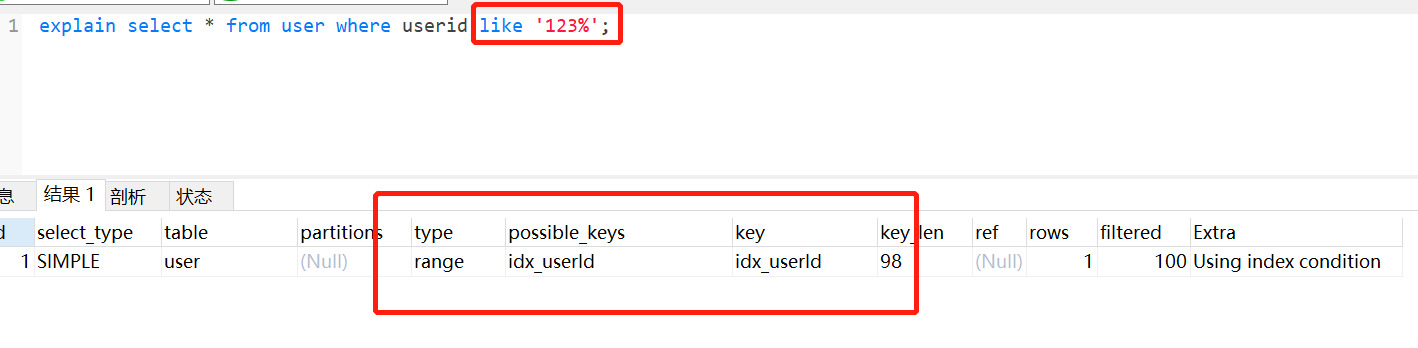 1 explain select * from user where userid like '123%';
息 结果 1 剖析 状态
d select_type table partitions type possible_keys key key_len ref rows filtered Extra
1 SIMPLE user (Null) range idx_userId idx_userId 98 (Null) 1 100 Using index condition